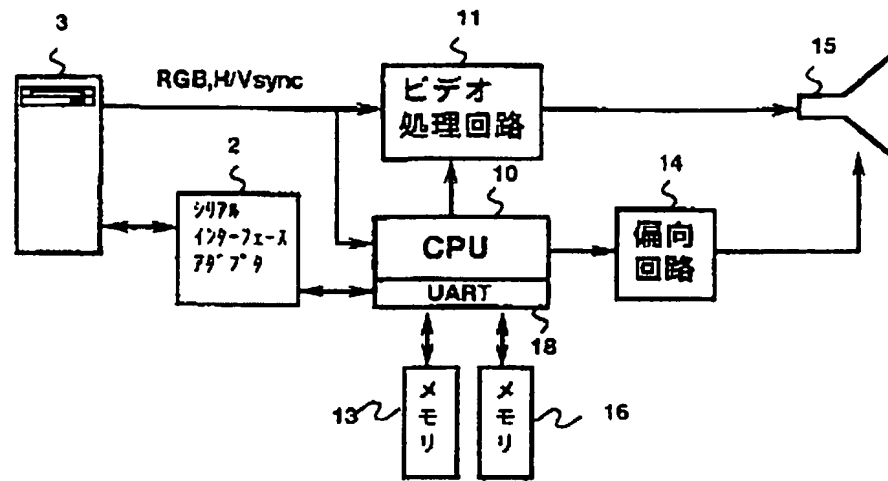 3
RGB,H/Vsync
11
ビデオ
処理回路
15
2
シリアル
インターフェース
アダプタ
10
CPU
UART
18
14
偏向
回路
13
メモリ
メモリ
16